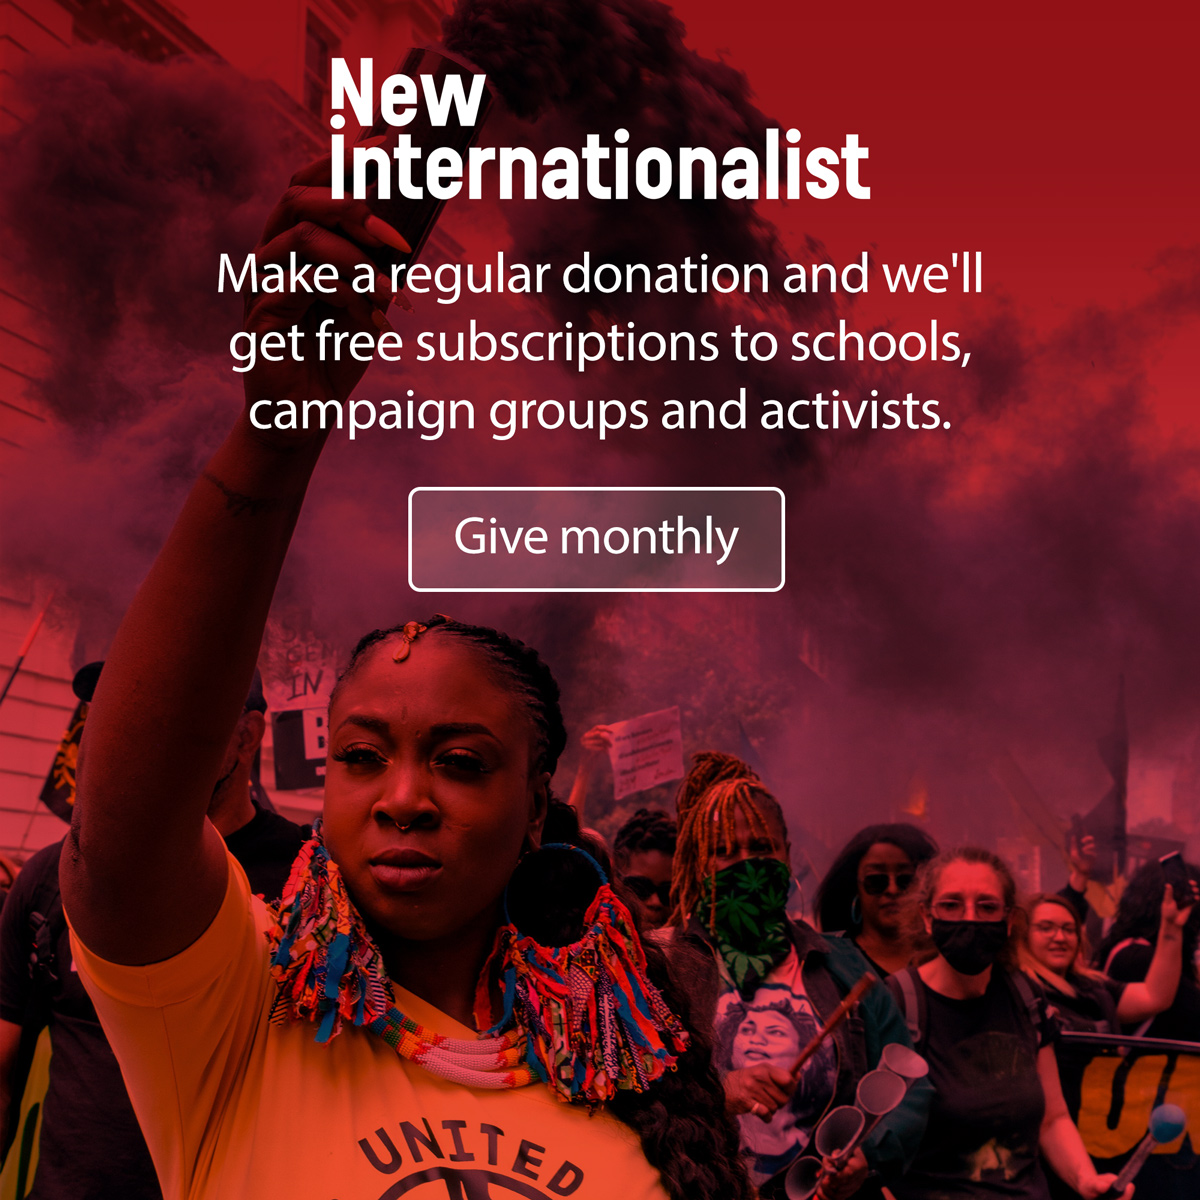 New
internationalist
Make a regular donation and we'll
get free subscriptions to schools,
campaign groups and activists.
Give monthly
IN
UNITED